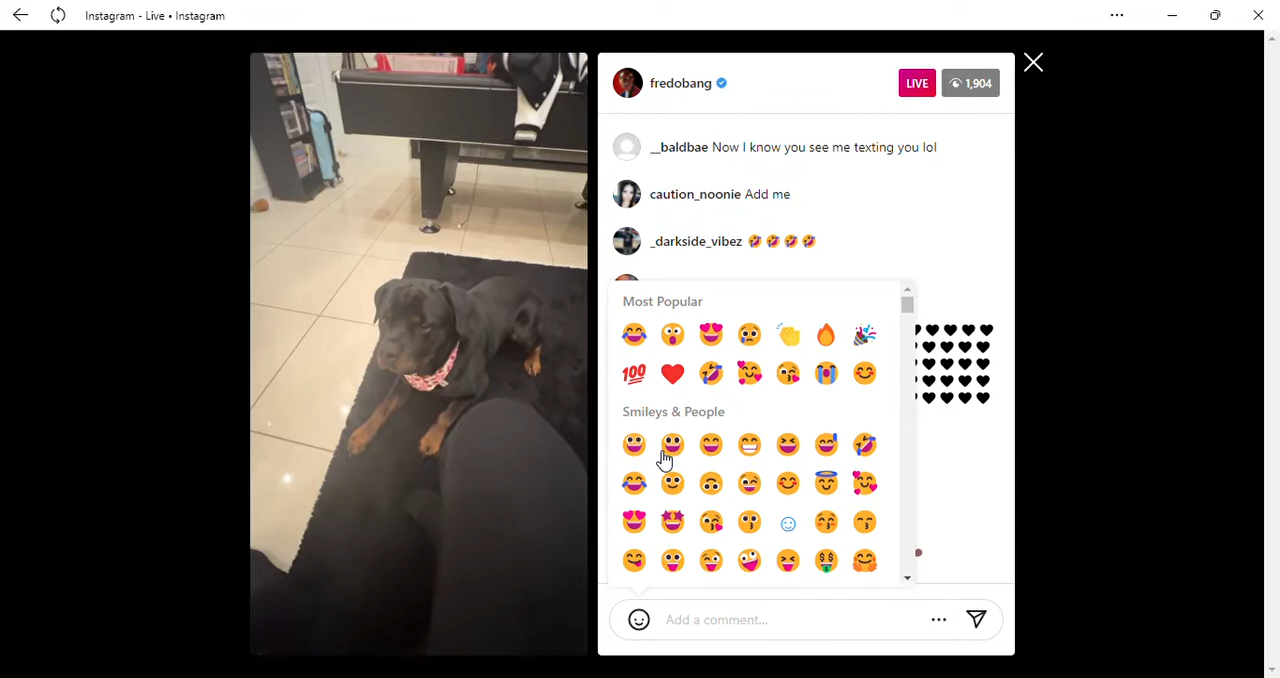 Instagram - Live • Instagram
fredobang
LIVE
1,904
__baldbae Now I know you see me texting you lol
caution_noonie Add me
_darkside_vibez 🤣🤣🤣🤣
Most Popular
💯
Smileys & People
Add a comment...